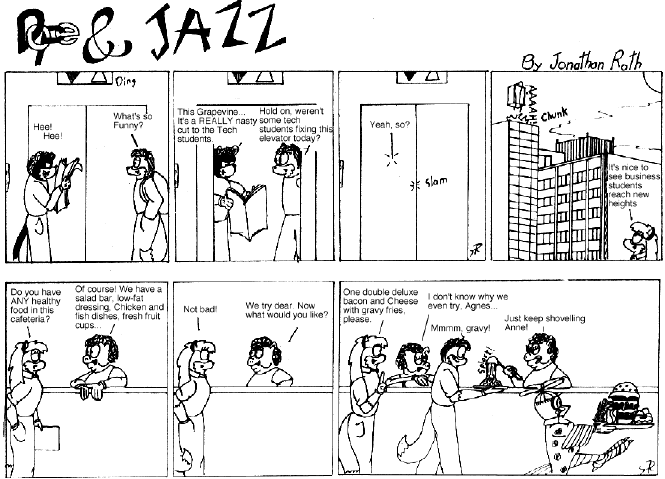 & JAZZ
By Jonathan Rath
Ding
Hee!
Hee!
What's so
Funny?
This Grapevine...
It's a REALLY nasty
cut to the Tech
students.
Hold on, weren't
some tech
students fixing this
elevator today?
Yeah, so?
Slam
SR
AAAAH
Chunk
It's nice to
see business
students
reach new
heights
Do you have
ANY healthy
food in this
cafeteria?
Of course! We have a
salad bar, low-fat
dressing, Chicken and
fish dishes, fresh fruit
cups...
Not bad!
We try dear. Now
what would you like?
One double deluxe
bacon and Cheese
with gravy fries,
please.
I don't know why we
even try, Agnes...
Mmmm, gravy!
Just keep shovelling
Anne!
SPLAT!
SR